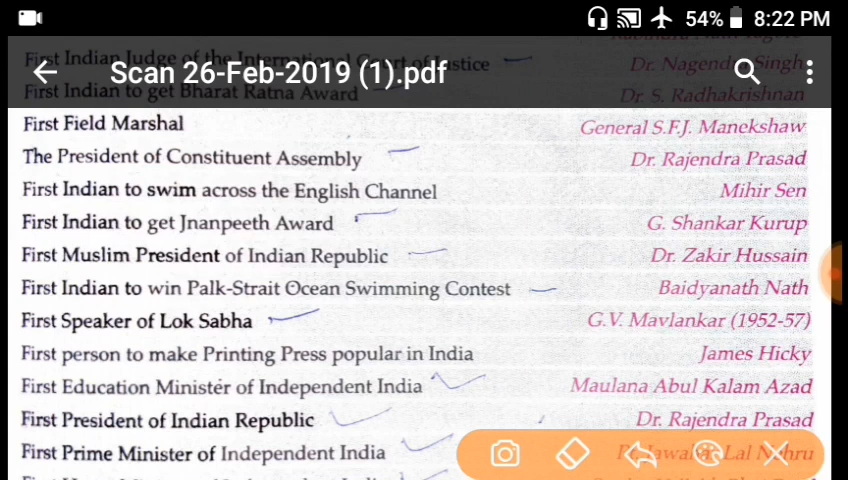 54% 8:22 PM
First Indian Judge of the International Court of Justice Dr. Nagendra Singh
Scan 26-Feb-2019 (1).pdf
First Indian to get Bharat Ratna Award Dr. S. Radhakrishnan
First Field Marshal General S.F.J. Manekshaw
The President of Constituent Assembly Dr. Rajendra Prasad
First Indian to swim across the English Channel Mihir Sen
First Indian to get Jnanpeeth Award G. Shankar Kurup
First Muslim President of Indian Republic Dr. Zakir Hussain
First Indian to win Palk-Strait Ocean Swimming Contest Baidyanath Nath
First Speaker of Lok Sabha G.V. Mavlankar (1952-57)
First person to make Printing Press popular in India James Hicky
First Education Minister of Independent India Maulana Abul Kalam Azad
First President of Indian Republic Dr. Rajendra Prasad
First Prime Minister of Independent India Lal Nehru